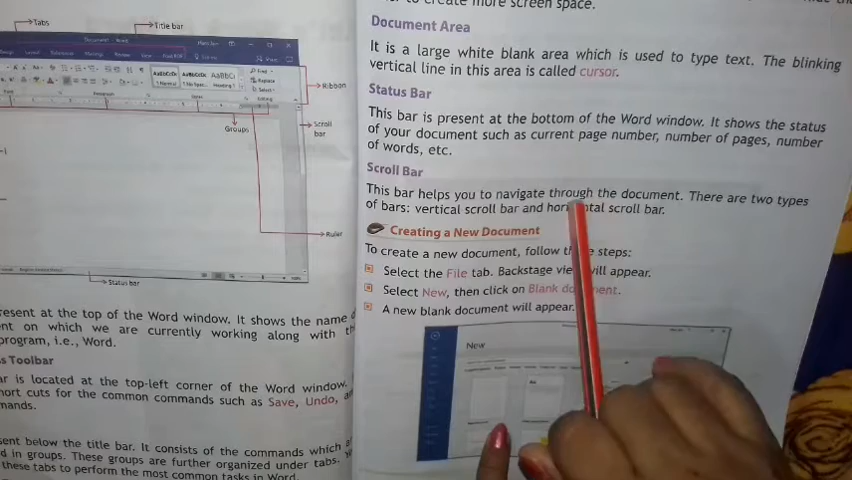 Tabs
Title bar
Ribbon
Groups
Scroll
bar
Ruler
Status bar
resent at the top of the Word window. It shows the name
nt on which we are currently working along with
program, i.e., Word.
s Toolbar
ar is located at the top-left corner of the Word window.
ort cuts for the common commands such as Save, Undo,
mands.
sent below the title bar. It consists of the commands which
d in groups. These groups are further organized under tabs.
these tabs to perform the most common tasks in Word.
to create more screen space.
Document Area
It is a large white blank area which is used to type text. The blinking
vertical line in this area is called cursor.
Status Bar
This bar is present at the bottom of the Word window. It shows the status
of your document such as current page number, number of pages, number
of words, etc.
Scroll Bar
This bar helps you to navigate through the document. There are two types
of bars: vertical scroll bar and horizontal scroll bar.
Creating a New Document
To create a new document, follow these steps:
Select the File tab. Backstage view will appear.
Select New, then click on Blank document.
A new blank document will appear.
New